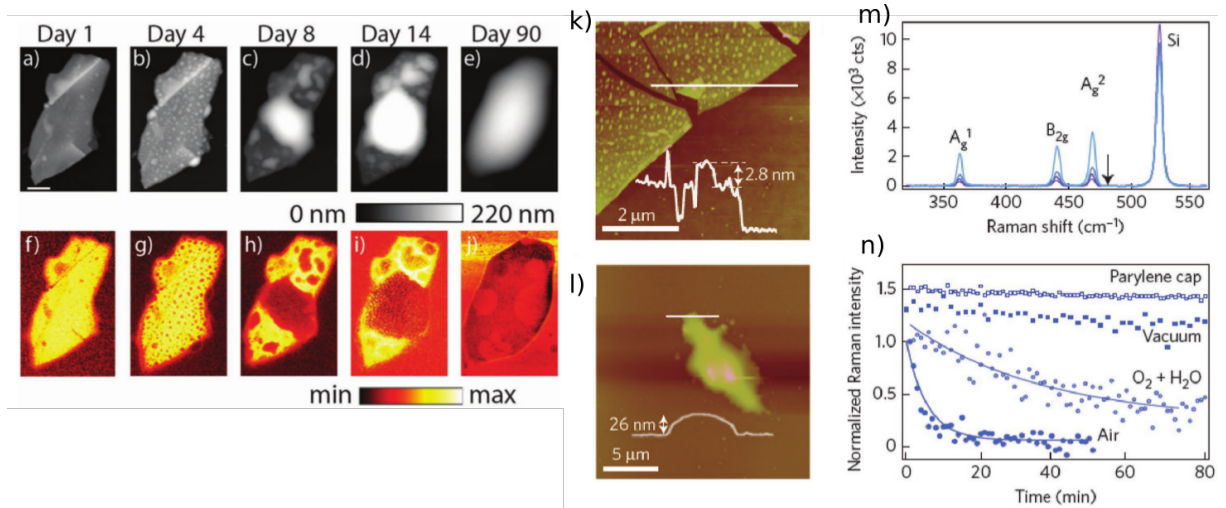 Day 1 Day 4 Day 8 Day 14 Day 90
a) b) c) d) e)
0 nm 220 nm
f) g) h) i) j)
min max
k)
2.8 nm
2 μm
l)
26 nm
5 μm
m)
Intensity (×10³ cts)
10
8
6
4
2
0
Si
A_g^1
B_2g
A_g^2
350 400 450 500 550
Raman shift (cm⁻¹)
n)
Normalized Raman intensity
1.5
1.0
0.5
0
Parylene cap
Vacuum
O₂ + H₂O
Air
0 20 40 60 80
Time (min)